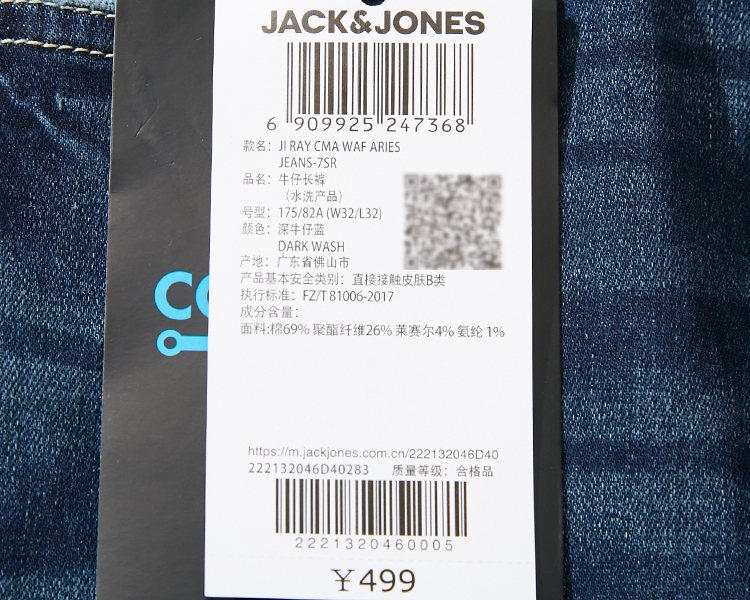 JACK&JONES
6 909925 247368
款名: JI RAY CMA WAF ARIES
JEANS-7SR
品名: 牛仔长裤
(水洗产品)
号型: 175/82A (W32/L32)
颜色: 深牛仔蓝
DARK WASH
产地: 广东省佛山市
产品基本安全类别: 直接接触皮肤B类
执行标准: FZ/T 81006-2017
成分含量:
面料:棉69% 聚酯纤维26% 莱赛尔4% 氨纶 1%
https://m.jackjones.com.cn/222132046D40
222132046D40283 质量等级: 合格品
2221320460005
¥499